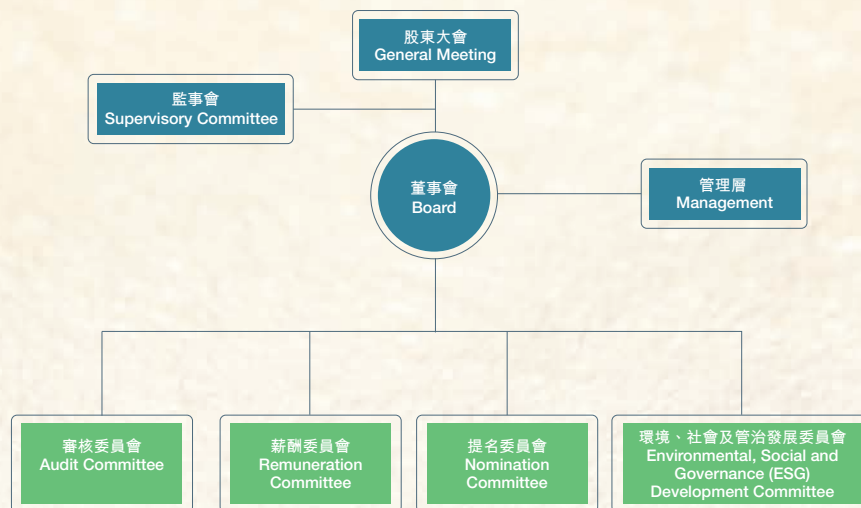 股東大會
General Meeting
監事會
Supervisory Committee
董事會
Board
管理層
Management
審核委員會
Audit Committee
薪酬委員會
Remuneration
Committee
提名委員會
Nomination
Committee
環境、社會及管治發展委員會
Environmental, Social and
Governance (ESG)
Development Committee